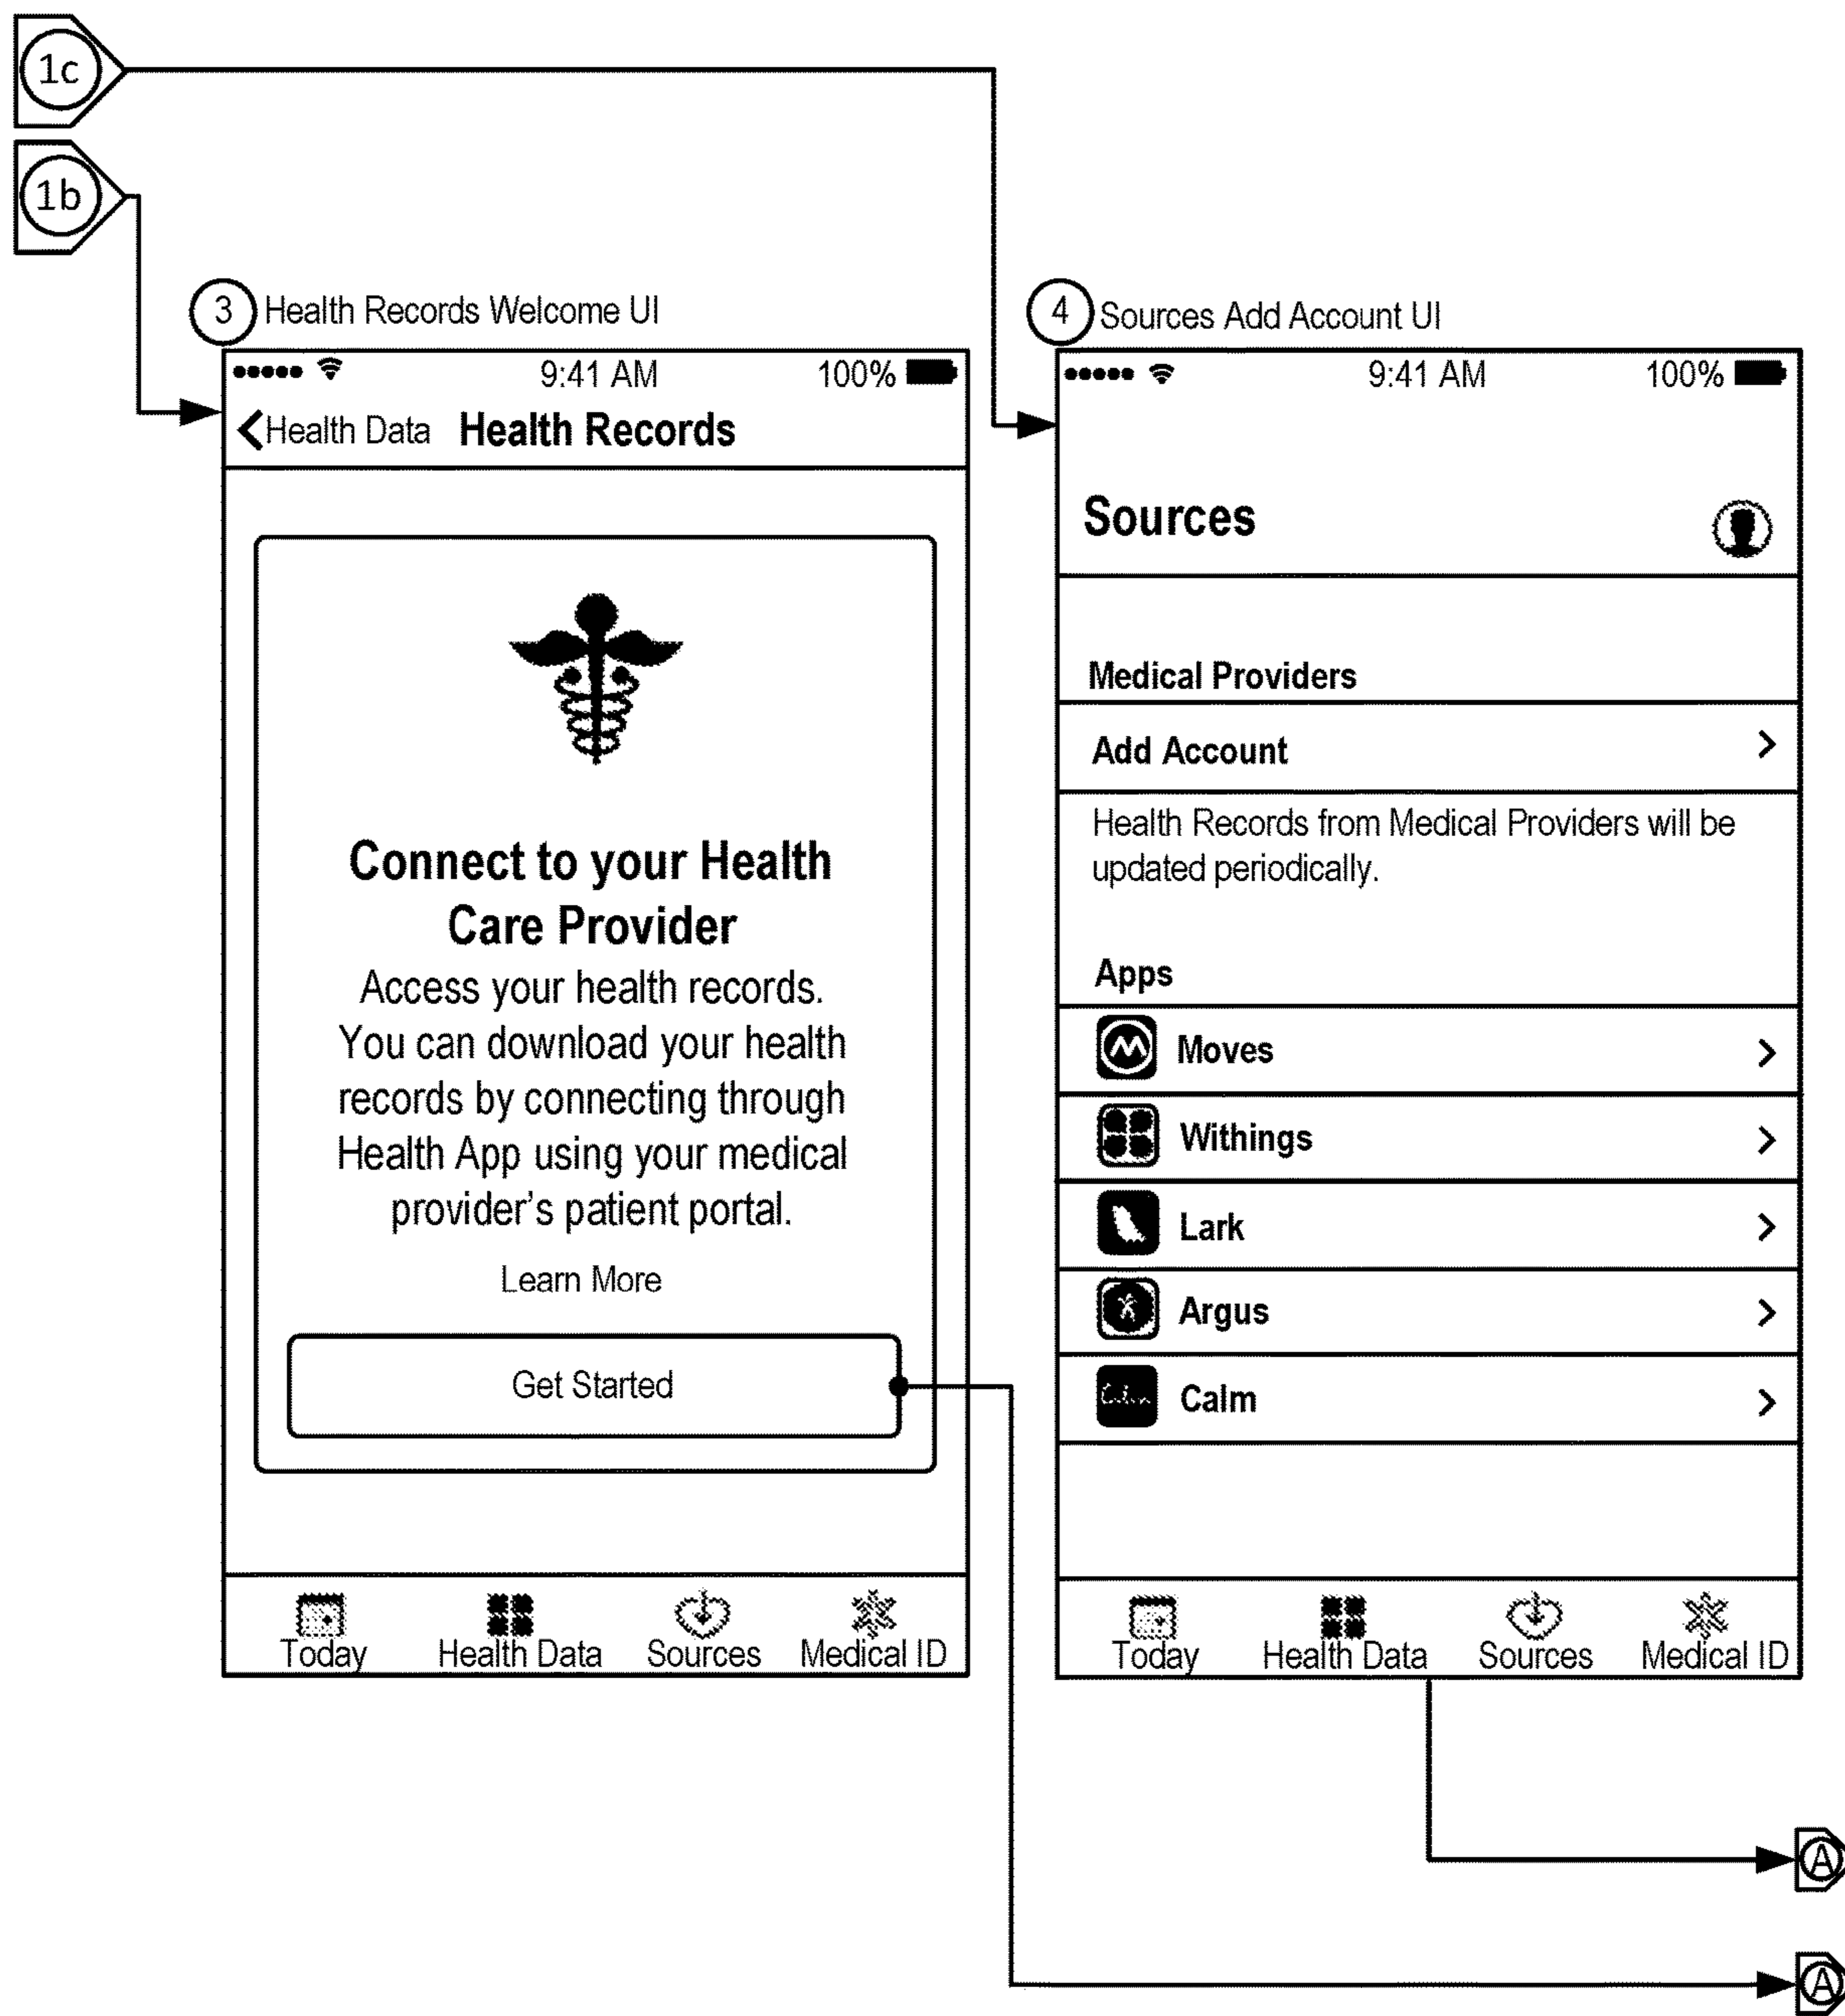 1c
1b
3 Health Records Welcome UI
9:41 AM 100%
Health Data Health Records
Connect to your Health
Care Provider
Access your health records.
You can download your health
records by connecting through
Health App using your medical
provider's patient portal.
Learn More
Get Started
Today Health Data Sources Medical ID
4 Sources Add Account UI
9:41 AM 100%
Sources
Medical Providers
Add Account
Health Records from Medical Providers will be
updated periodically.
Apps
Moves
Withings
Lark
Argus
Calm
Today Health Data Sources Medical ID
A
A